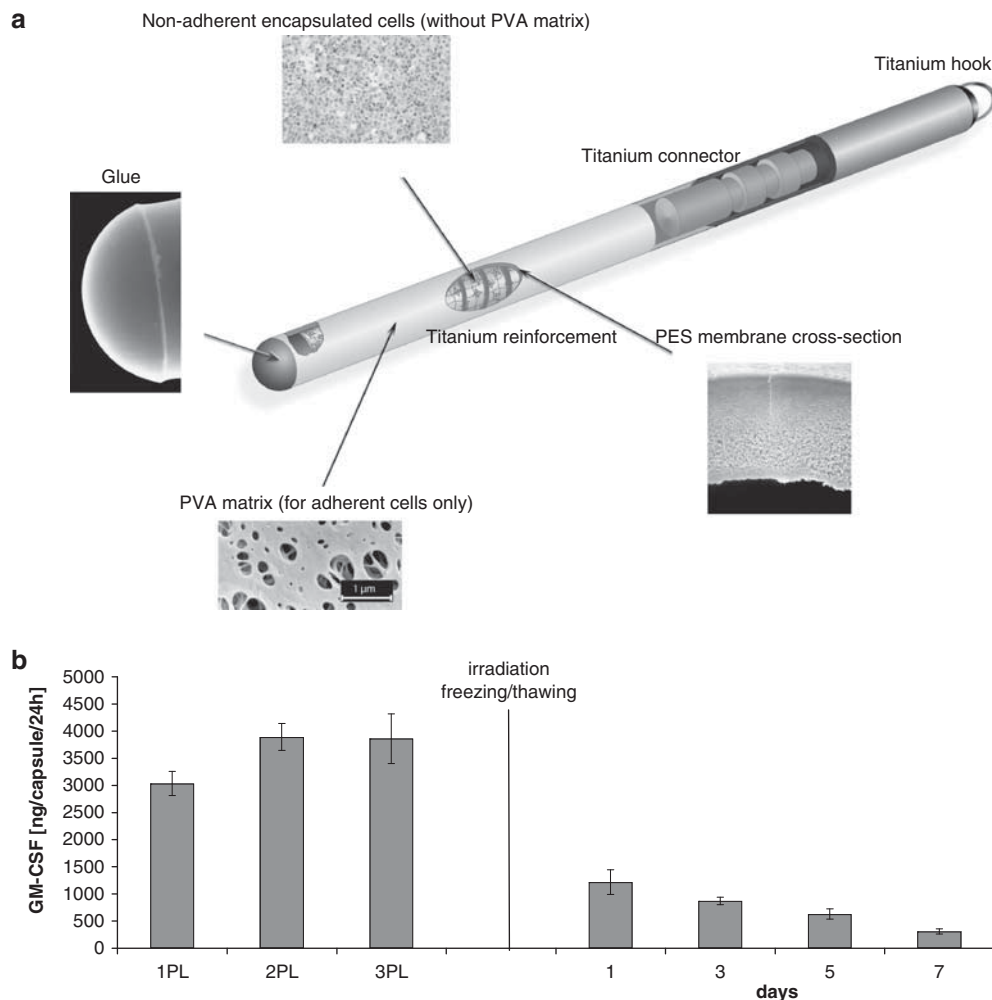 a
Non-adherent encapsulated cells (without PVA matrix)
Titanium hook
Titanium connector
Glue
Titanium reinforcement
PES membrane cross-section
PVA matrix (for adherent cells only)
1 µm
b
irradiation
freezing/thawing
GM-CSF [ng/capsule/24h]
5000
4500
4000
3500
3000
2500
2000
1500
1000
500
0
1PL 2PL 3PL 1 3 5 7
days